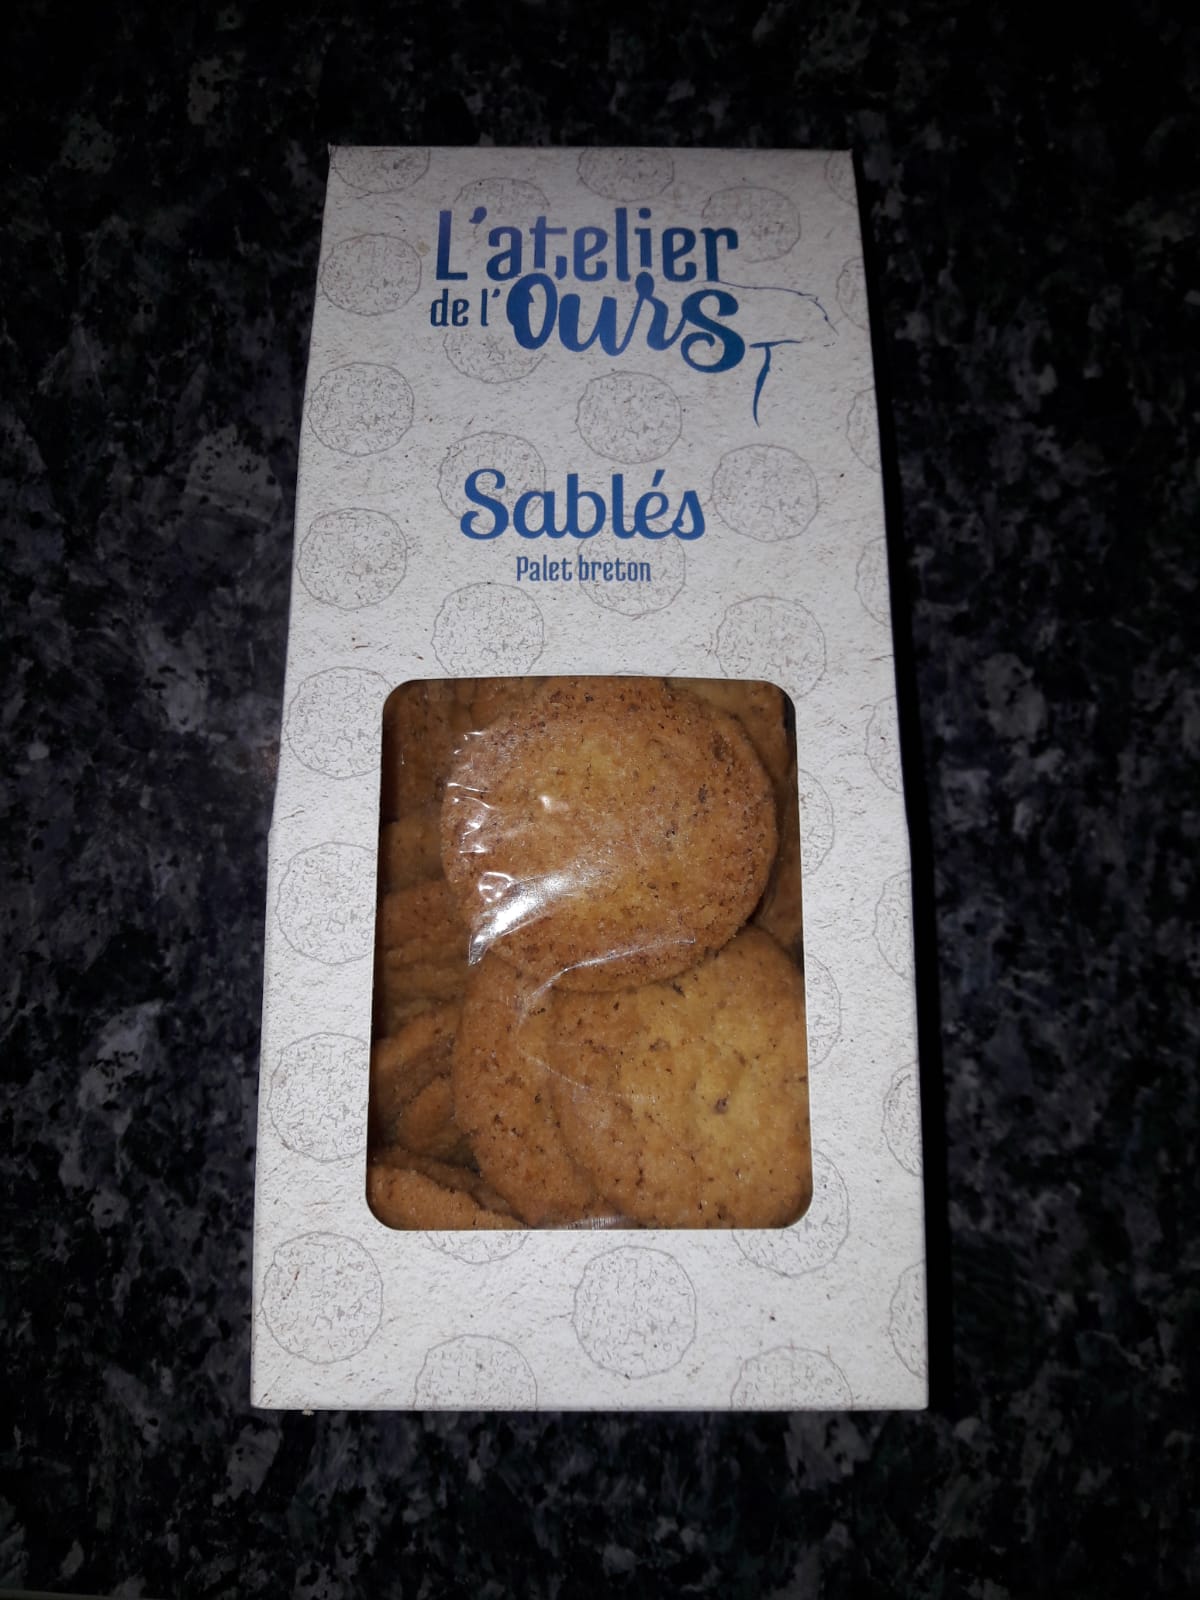 L'atelier
de l'Ours
Sablés
Palet breton